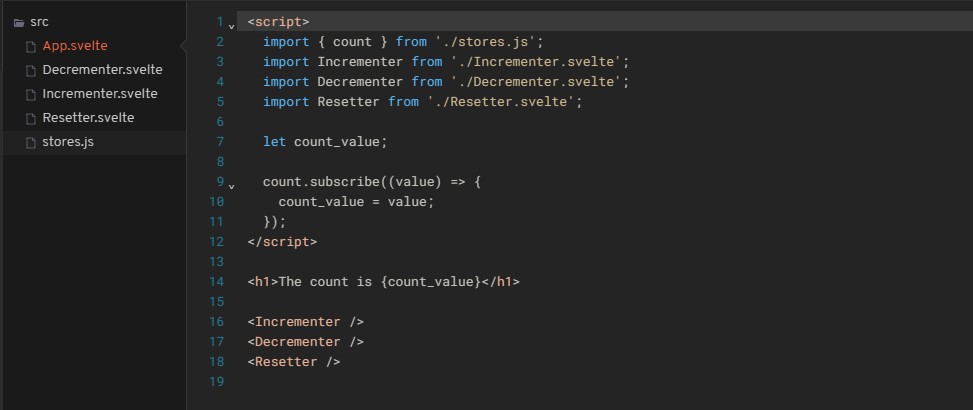 src
App.svelte
Decrementer.svelte
Incrementer.svelte
Resetter.svelte
stores.js
1 <script>
2   import { count } from './stores.js';
3   import Incrementer from './Incrementer.svelte';
4   import Decrementer from './Decrementer.svelte';
5   import Resetter from './Resetter.svelte';
6
7   let count_value;
8
9   count.subscribe((value) => {
10     count_value = value;
11   });
12 </script>
13
14 <h1>The count is {count_value}</h1>
15
16 <Incrementer />
17 <Decrementer />
18 <Resetter />
19